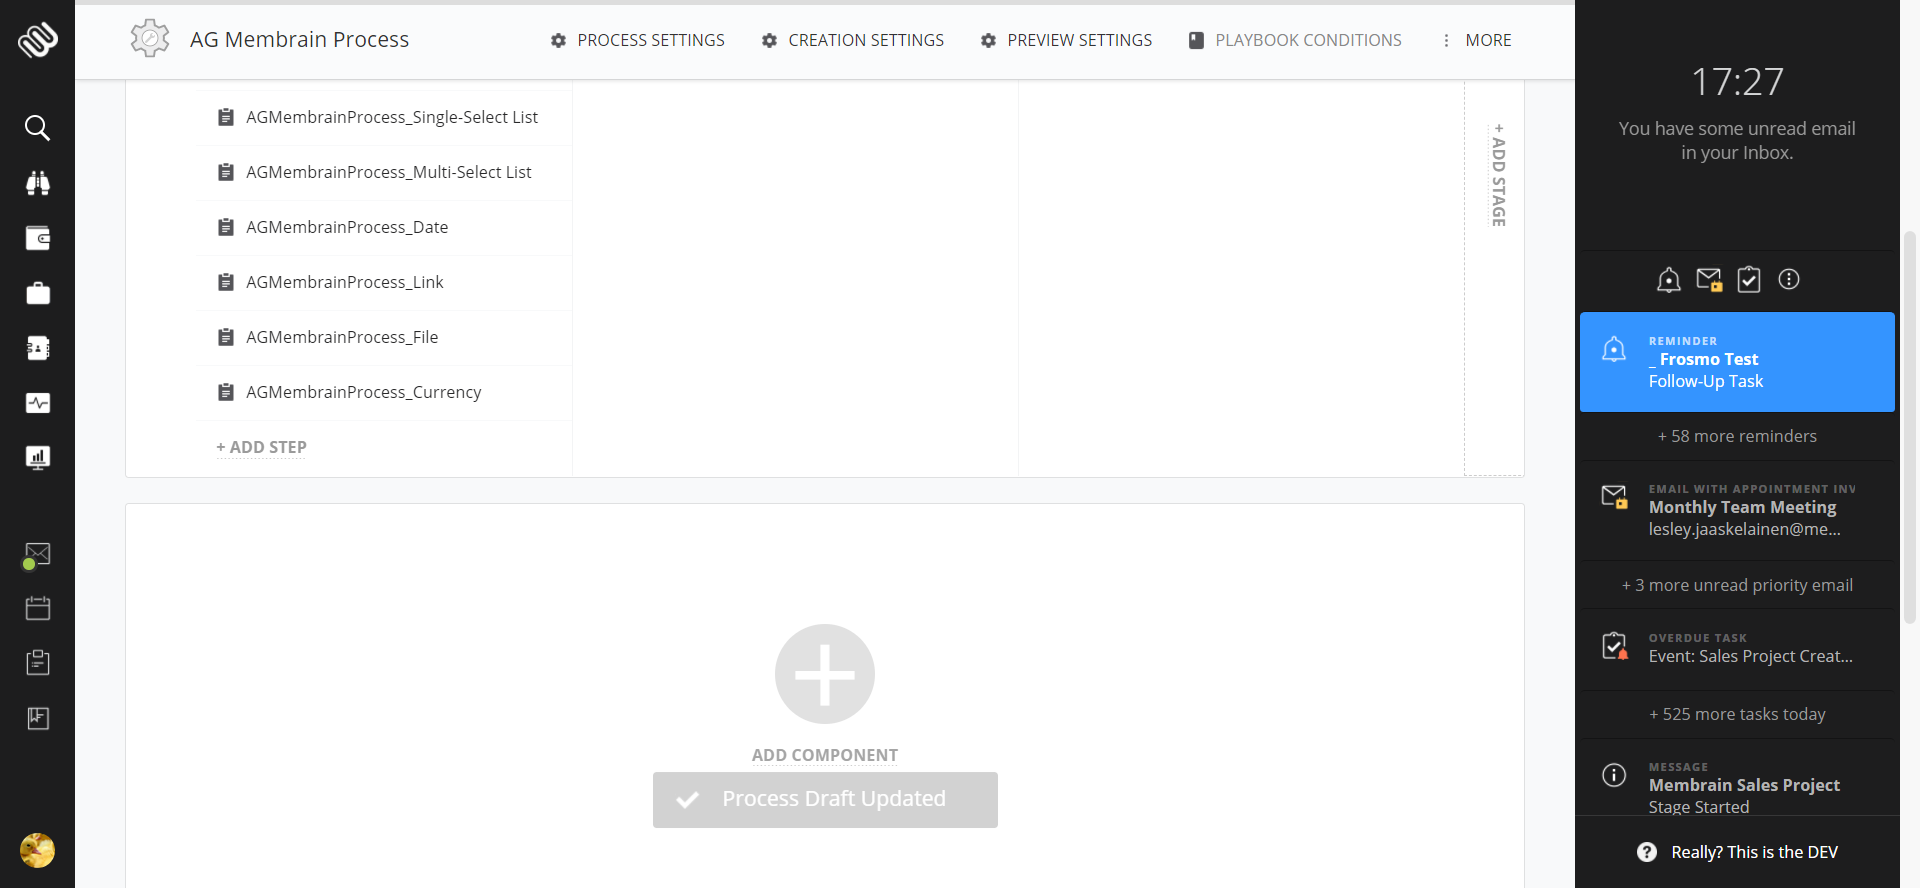 AG Membrain Process
PROCESS SETTINGS
CREATION SETTINGS
PREVIEW SETTINGS
PLAYBOOK CONDITIONS
MORE
AGMembrainProcess_Single-Select List
AGMembrainProcess_Multi-Select List
AGMembrainProcess_Date
AGMembrainProcess_Link
AGMembrainProcess_File
AGMembrainProcess_Currency
+ ADD STEP
+ ADD STAGE
ADD COMPONENT
Process Draft Updated
17:27
You have some unread email
in your Inbox.
REMINDER
_ Frosmo Test
Follow-Up Task
+ 58 more reminders
EMAIL WITH APPOINTMENT INV
Monthly Team Meeting
lesley.jaaskelainen@me...
+ 3 more unread priority email
OVERDUE TASK
Event: Sales Project Creat...
+ 525 more tasks today
MESSAGE
Membrain Sales Project
Stage Started
Really? This is the DEV